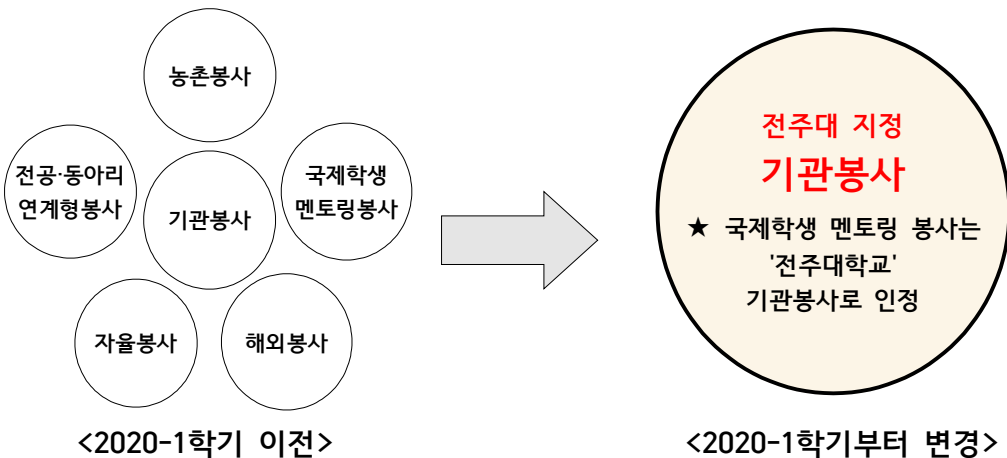 농촌봉사
전공·동아리
연계형봉사
기관봉사
국제학생
멘토링봉사
자율봉사
해외봉사
<2020-1학기 이전>
전주대 지정
기관봉사
★ 국제학생 멘토링 봉사는
'전주대학교'
기관봉사로 인정
<2020-1학기부터 변경>